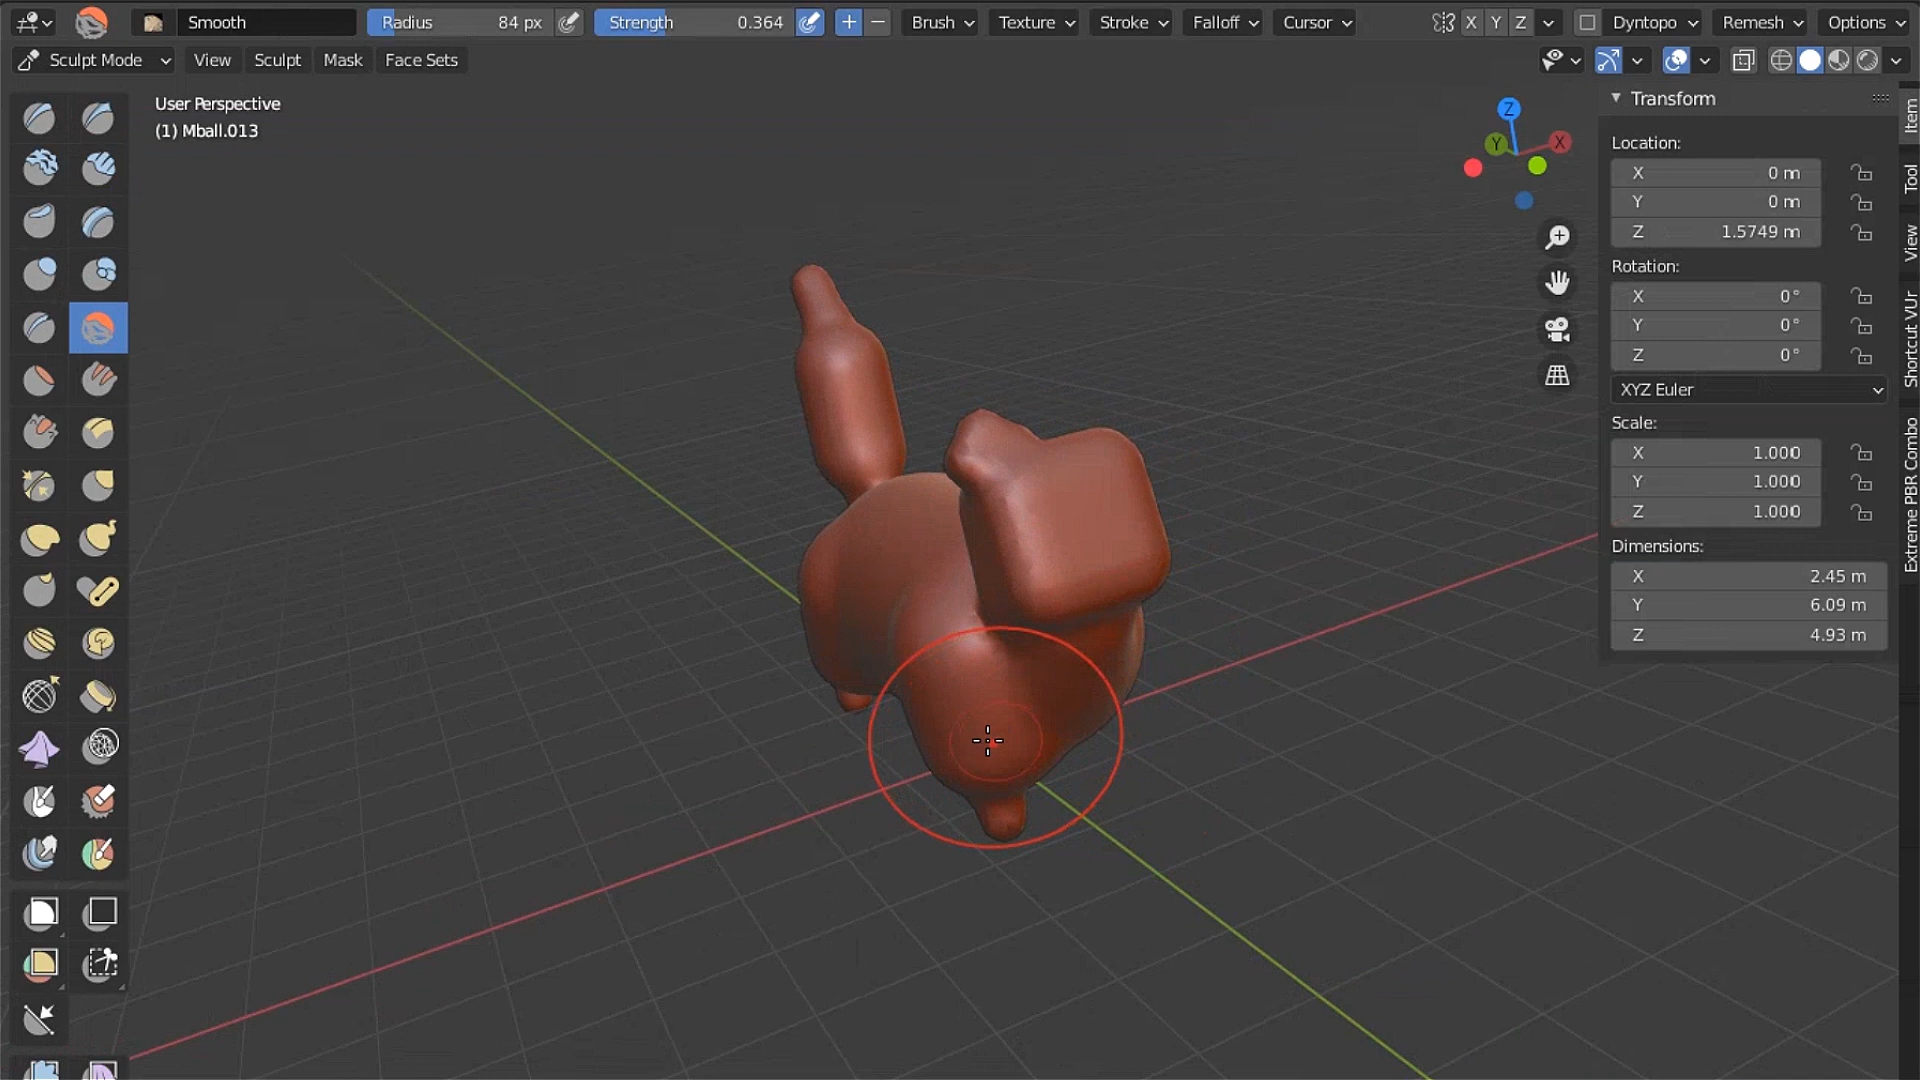 Smooth Radius 84 px Strength 0.364 + − Brush Texture Stroke Falloff Cursor X Y Z Dyntopo Remesh Options
Sculpt Mode View Sculpt Mask Face Sets
User Perspective
(1) Mball.013
Z
Y
X
Transform
Location:
X 0 m
Y 0 m
Z 1.5749 m
Rotation:
X 0°
Y 0°
Z 0°
XYZ Euler
Scale:
X 1.000
Y 1.000
Z 1.000
Dimensions:
X 2.45 m
Y 6.09 m
Z 4.93 m
Item
Tool
View
Shortcut VUr
Extreme PBR Combo